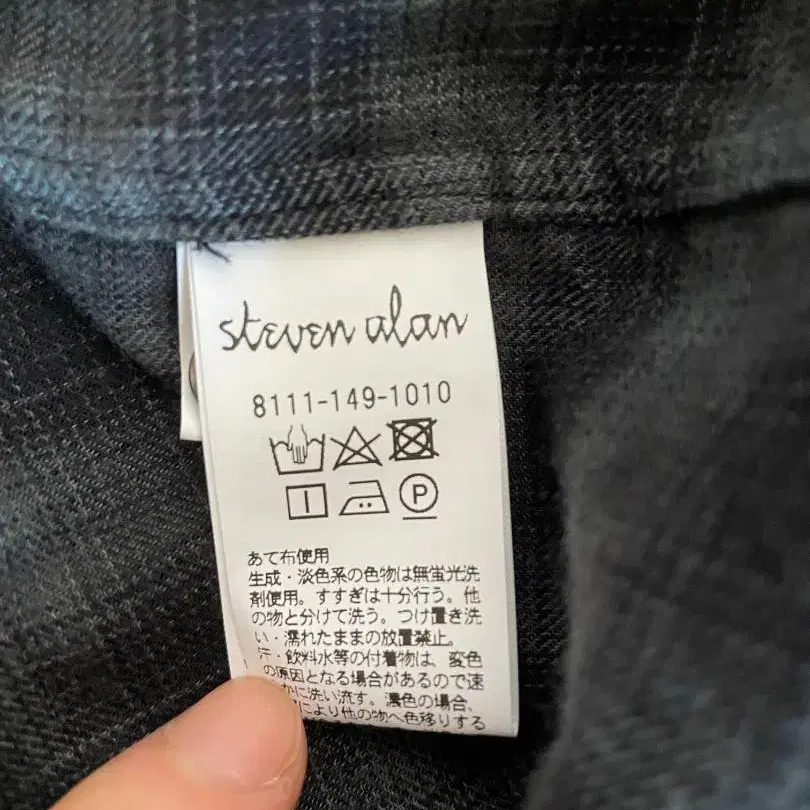 steven alan
8111-149-1010
P
あて布使用
生成・淡色系の色物は無蛍光洗
剤使用。すすぎは十分行う。他
の物と分けて洗う。つけ置き洗
い・濡れたままの放置禁止。
汗・飲料水等の付着物は、変色
の原因となる場合があるので速
かに洗い流す。濃色の場合、
により他の物へ色移りする